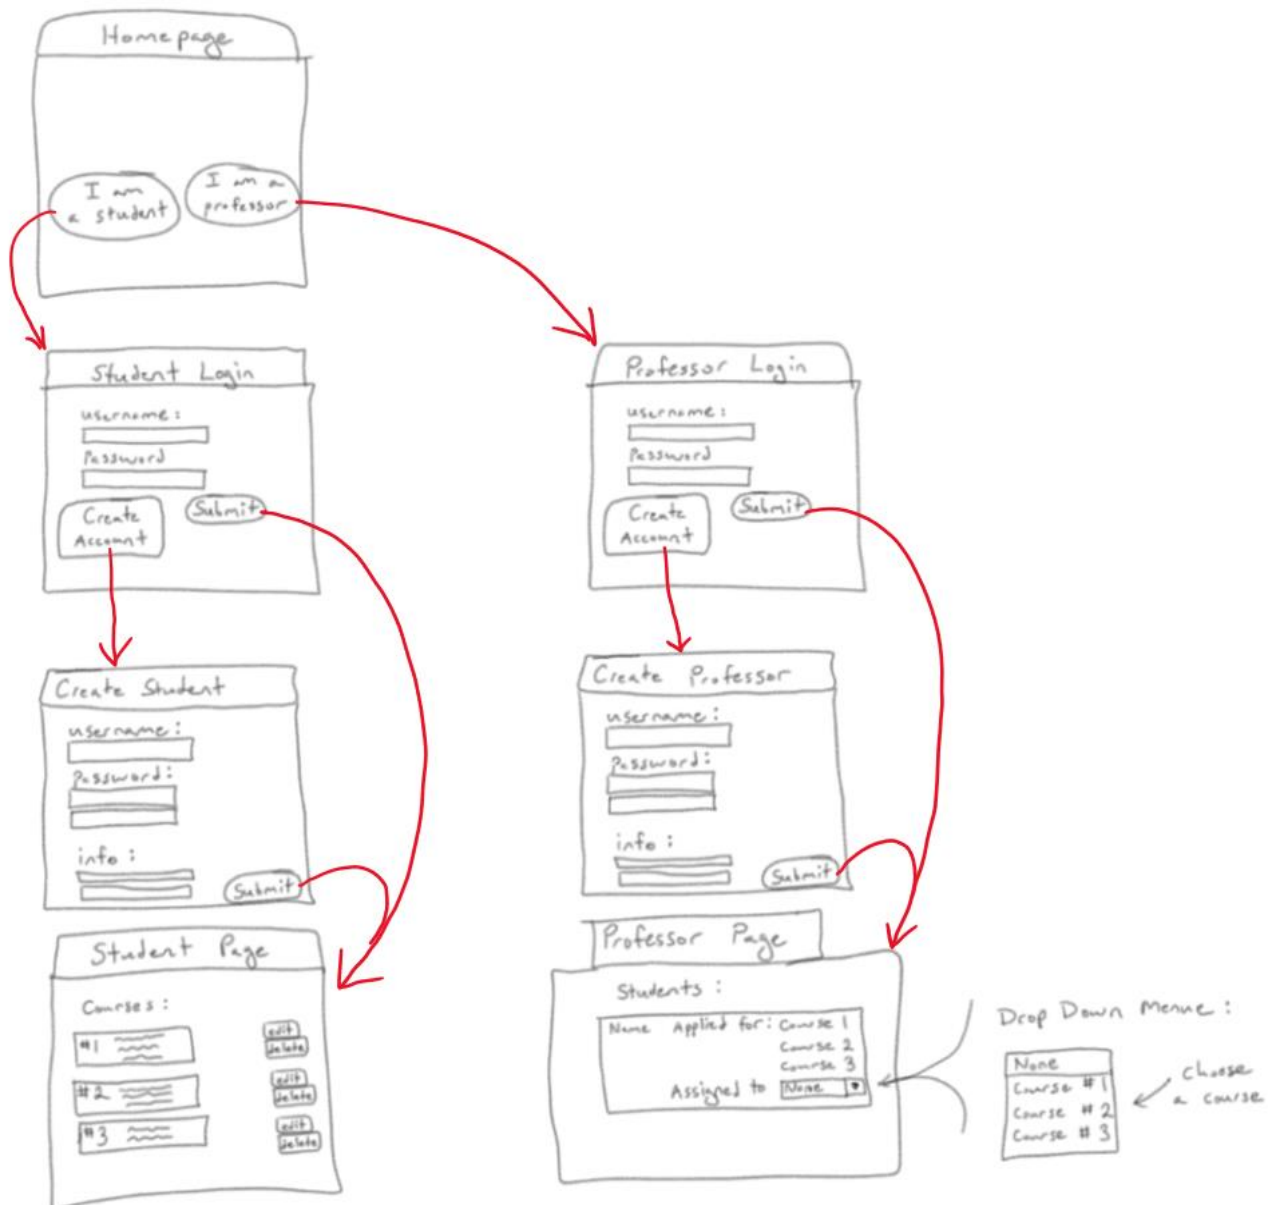 Homepage
I am
a student
I am a
professor
Student Login
username:
Password
Create
Account
Submit
Professor Login
username:
Password
Create
Account
Submit
Create Student
username:
Password:
info:
Submit
Create Professor
username:
Password:
info:
Submit
Student Page
Courses:
#1
edit
delete
#2
edit
delete
#3
edit
delete
Professor Page
Students:
Name Applied for: Course 1
Course 2
Course 3
Assigned to None
Drop Down Menue:
None
Course #1
Course #2
Course #3
choose
a course